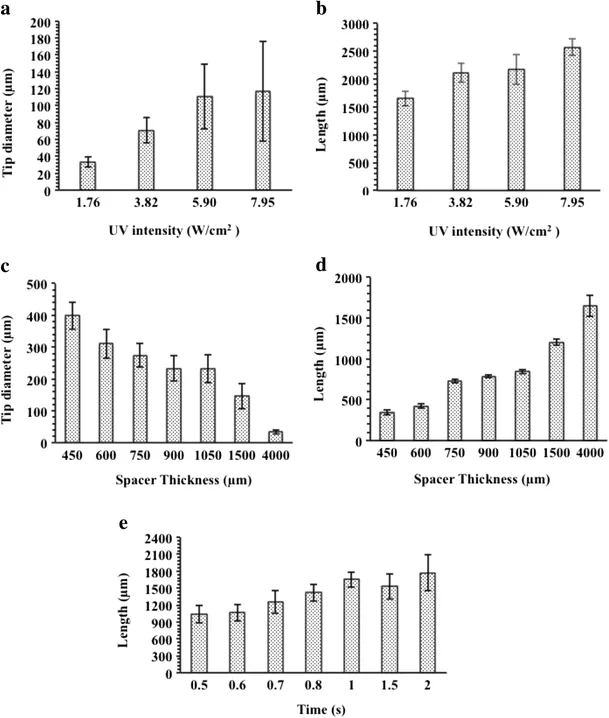 a
200
180
160
140
120
100
80
60
40
20
0
Tip diameter (µm)
1.76 3.82 5.90 7.95
UV intensity (W/cm2 )
b
3000
2500
2000
1500
1000
500
0
Length (µm)
1.76 3.82 5.90 7.95
UV intensity (W/cm2 )
c
500
400
300
200
100
0
Tip diameter (µm)
450 600 750 900 1050 1500 4000
Spacer Thickness (µm)
d
2000
1500
1000
500
0
Length (µm)
450 600 750 900 1050 1500 4000
Spacer Thickness (µm)
e
2400
2100
1800
1500
1200
900
600
300
0
Length (µm)
0.5 0.6 0.7 0.8 1 1.5 2
Time (s)